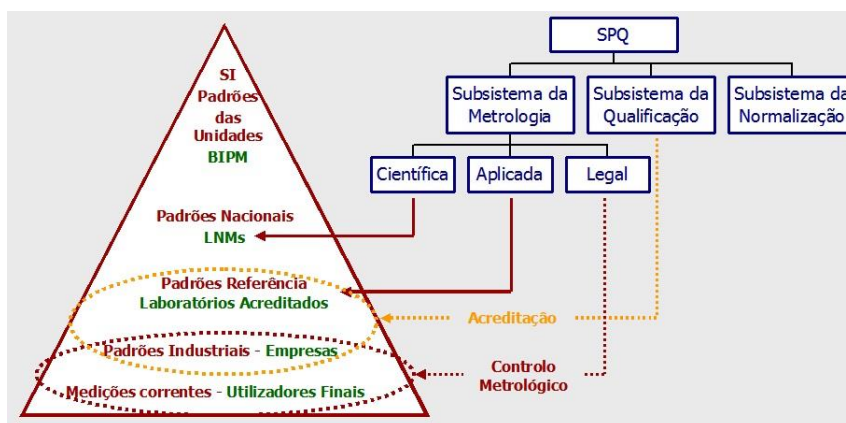 SI
Padrões
das
Unidades
BIPM
Padrões Nacionais
LNMs
Padrões Referência
Laboratórios Acreditados
Padrões Industriais - Empresas
Medições correntes - Utilizadores Finais
SPQ
Subsistema da
Metrologia
Subsistema da
Qualificação
Subsistema da
Normalização
Científica
Aplicada
Legal
Acreditação
Controlo
Metrológico